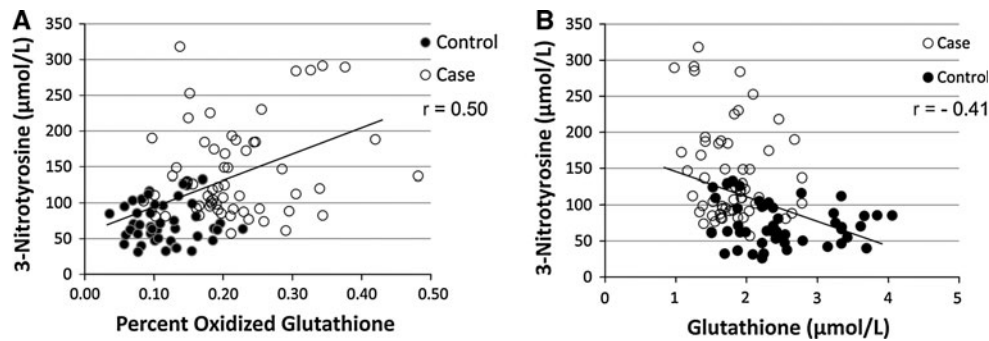 A
3-Nitrotyrosine (µmol/L)
350
300
250
200
150
100
50
0
0.00 0.10 0.20 0.30 0.40 0.50
Percent Oxidized Glutathione
Control
Case
r = 0.50
B
3-Nitrotyrosine (µmol/L)
350
300
250
200
150
100
50
0
0 1 2 3 4 5
Glutathione (µmol/L)
Case
Control
r = - 0.41